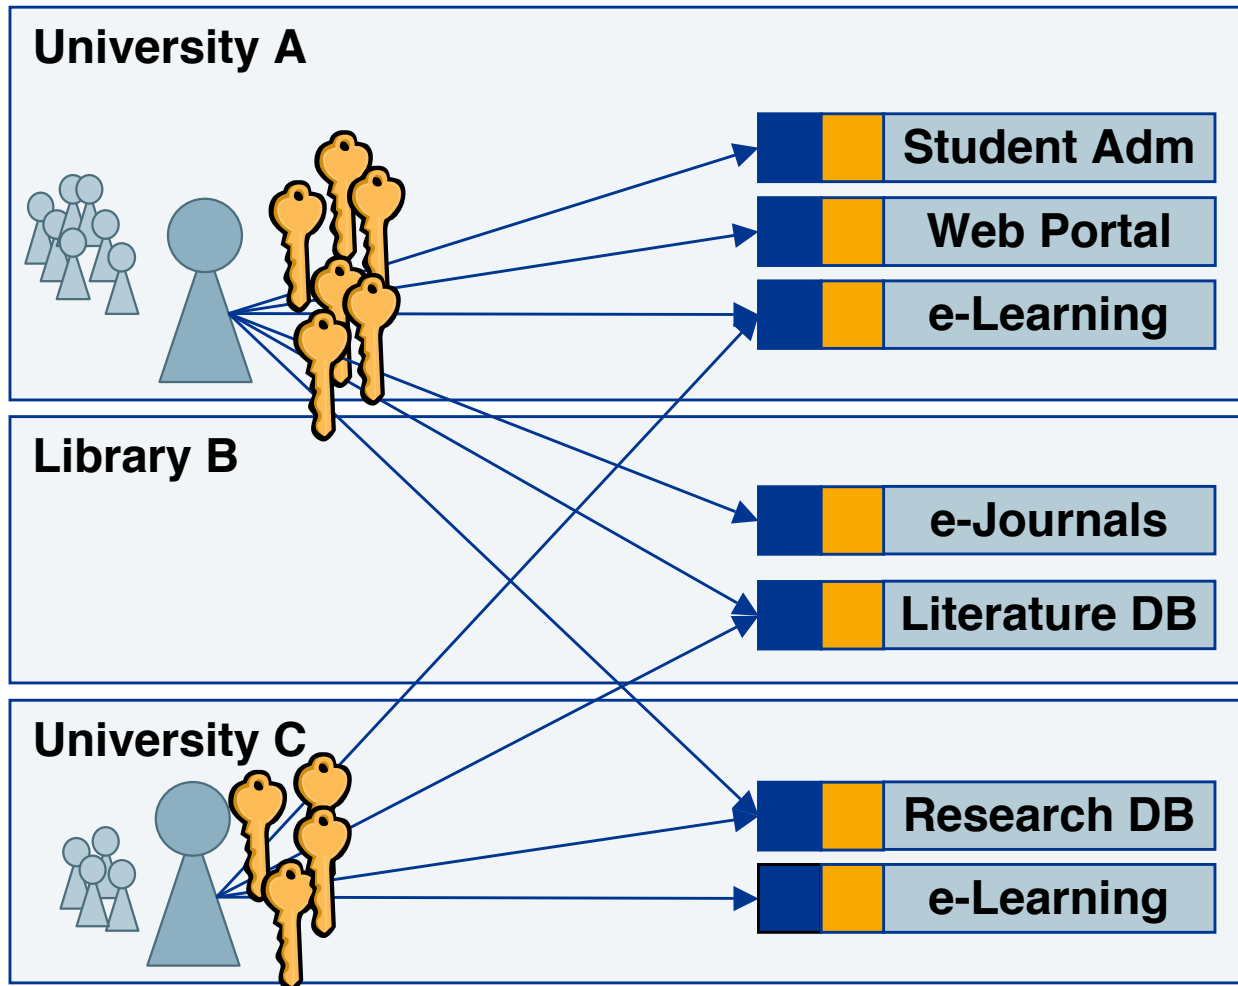 University A
Student Adm
Web Portal
e-Learning
Library B
e-Journals
Literature DB
University C
Research DB
e-Learning